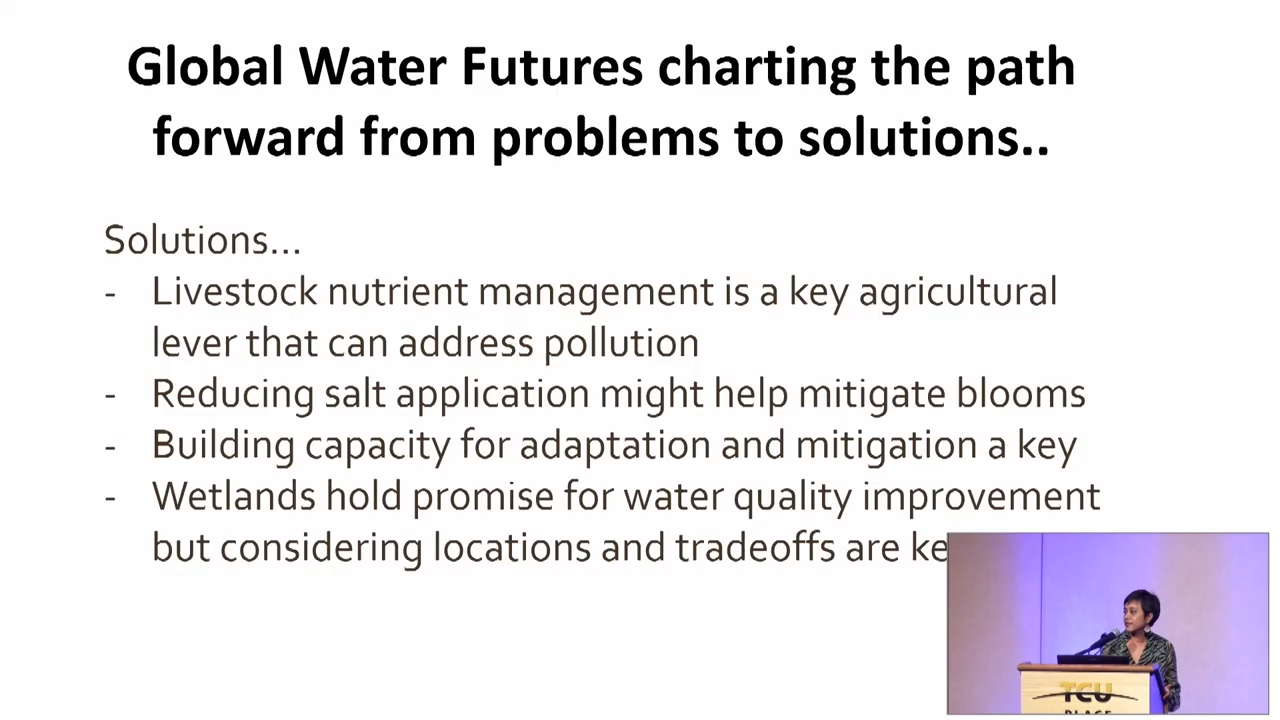 Global Water Futures charting the path
forward from problems to solutions..
Solutions...
- Livestock nutrient management is a key agricultural
lever that can address pollution
- Reducing salt application might help mitigate blooms
- Building capacity for adaptation and mitigation a key
- Wetlands hold promise for water quality improvement
but considering locations and tradeoffs are
TCU
PLACE